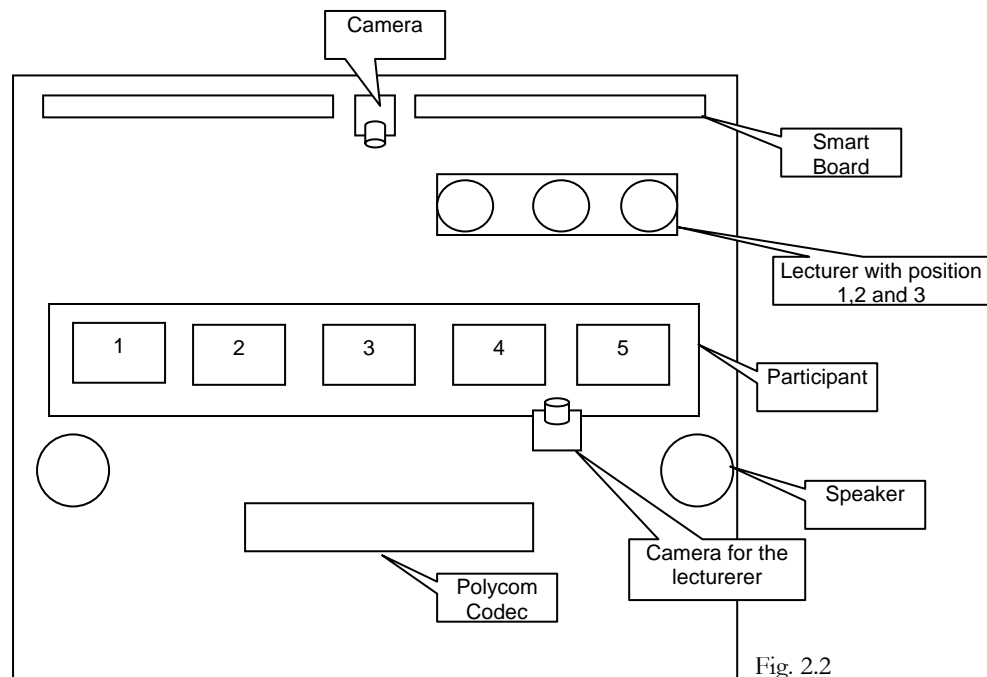 Camera
Smart
Board
Lecturer with position
1,2 and 3
1
2
3
4
5
Participant
Speaker
Camera for the
lecturerer
Polycom
Codec
Fig. 2.2